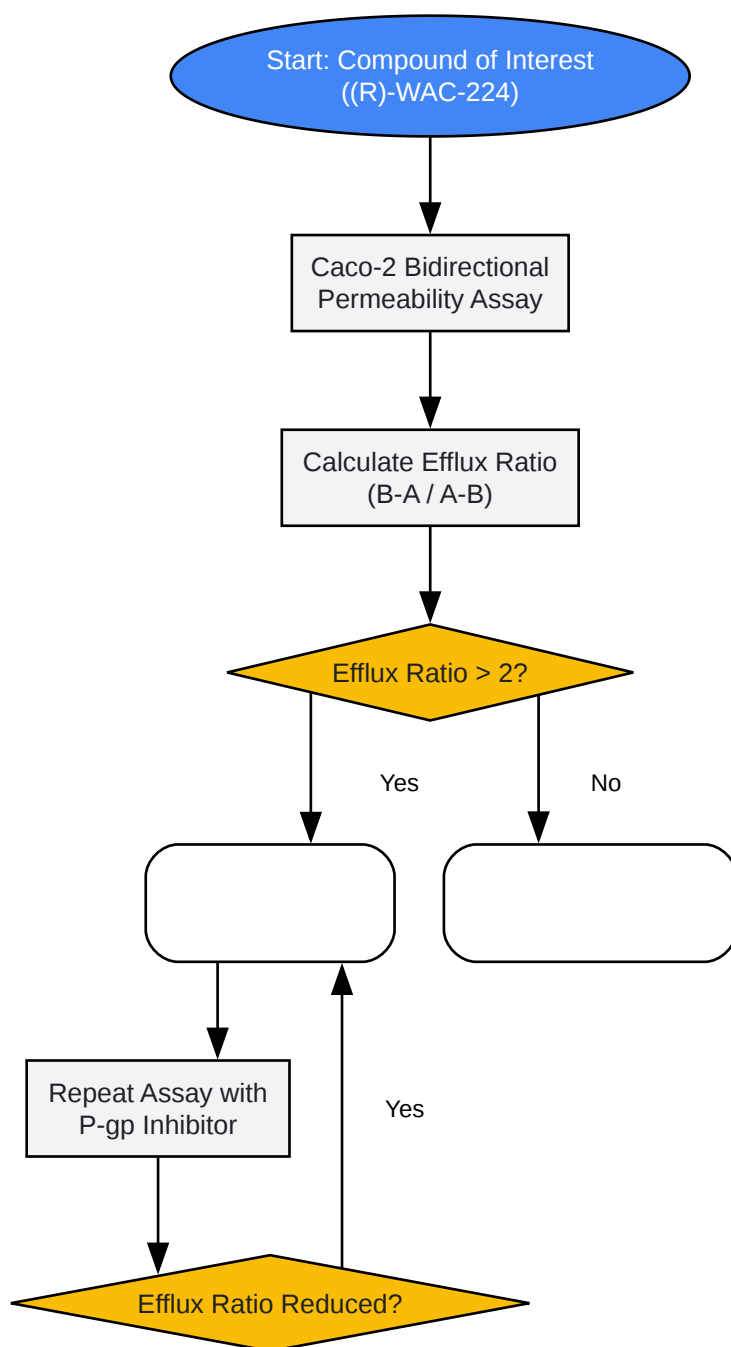 Start: Compound of Interest
((R)-WAC-224)
Caco-2 Bidirectional
Permeability Assay
Calculate Efflux Ratio
(B-A / A-B)
Efflux Ratio > 2?
Yes
No
Repeat Assay with
P-gp Inhibitor
Yes
Efflux Ratio Reduced?